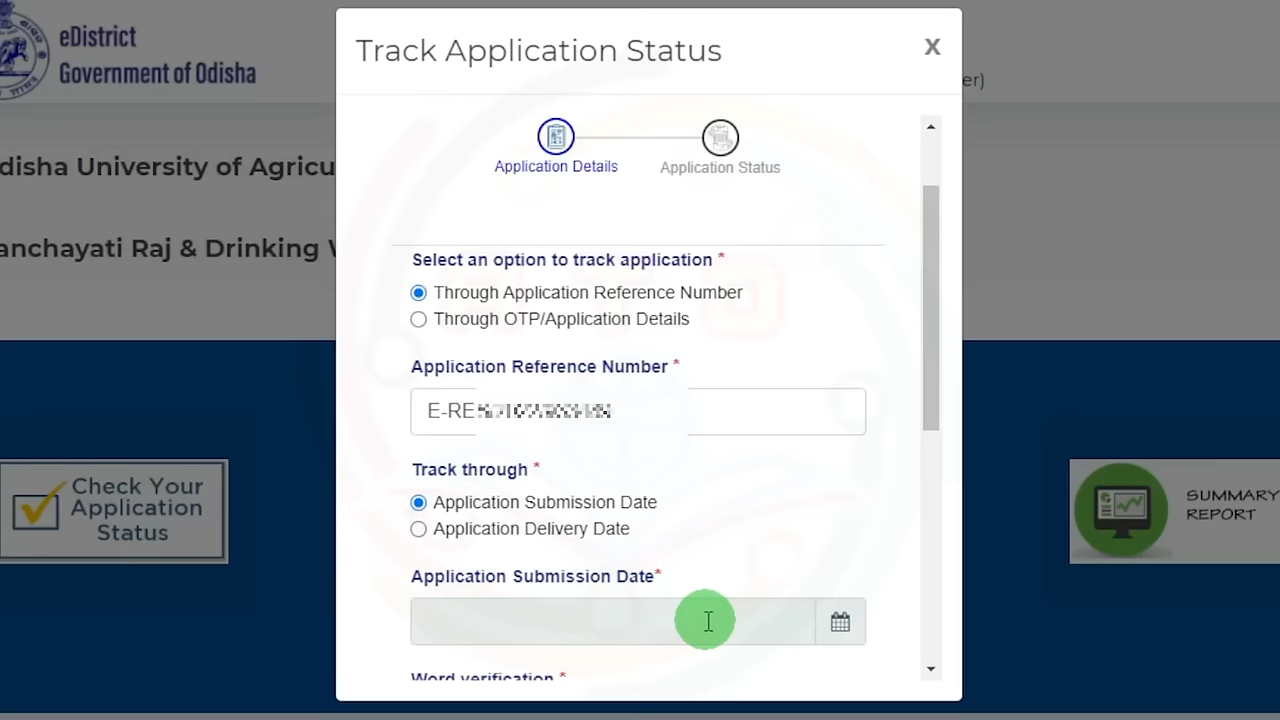 eDistrict
Government of Odisha
Track Application Status
X
er)
Application Details
Application Status
disha University of Agricu
anchayati Raj & Drinking
Select an option to track application *
Through Application Reference Number
Through OTP/Application Details
Application Reference Number *
E-RE
Track through *
Application Submission Date
Application Delivery Date
Check Your
Application
Status
SUMMARY
REPORT
Application Submission Date*
Word verification *